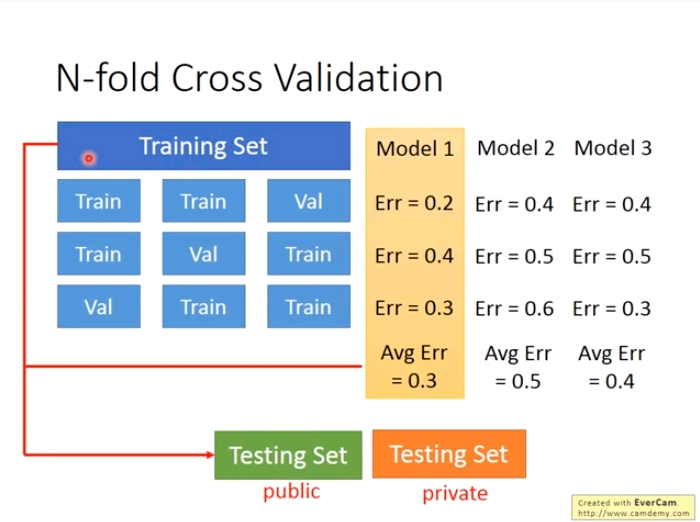 N-fold Cross Validation
Training Set
Model 1 Model 2 Model 3
Train Train Val Err = 0.2 Err = 0.4 Err = 0.4
Train Val Train Err = 0.4 Err = 0.5 Err = 0.5
Val Train Train Err = 0.3 Err = 0.6 Err = 0.3
Avg Err Avg Err Avg Err
= 0.3 = 0.5 = 0.4
Testing Set Testing Set
public private
Created with EverCam.
http://www.camdemy.com